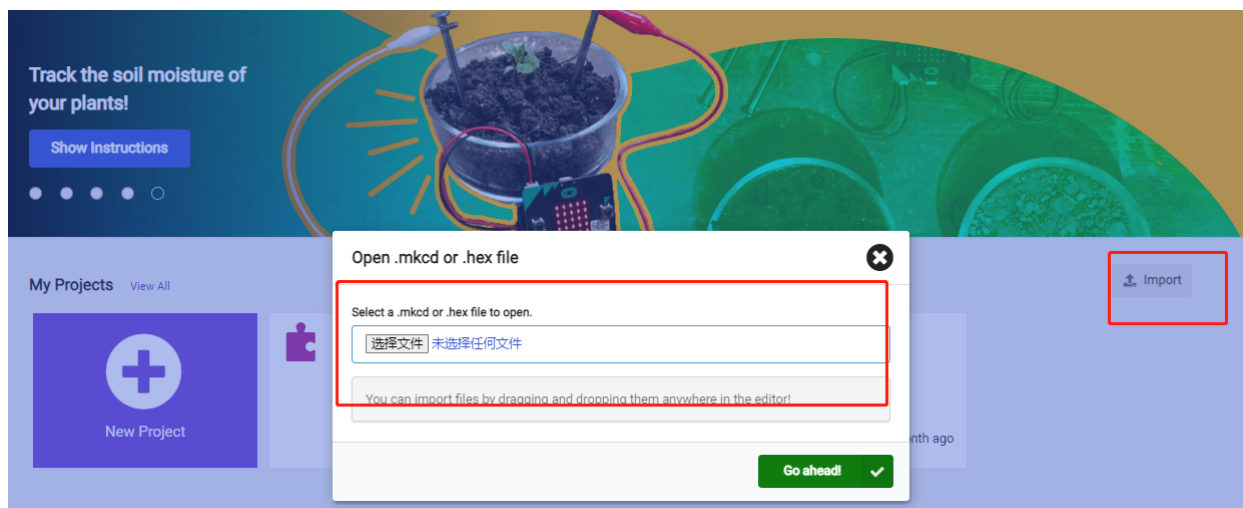 Track the soil moisture of
your plants!
Show Instructions
Open .mkcd or .hex file
My Projects View All
Import
Select a .mkcd or .hex file to open.
选择文件 未选择任何文件
You can import files by dragging and dropping them anywhere in the editor!
New Project
nth ago
Go ahead!